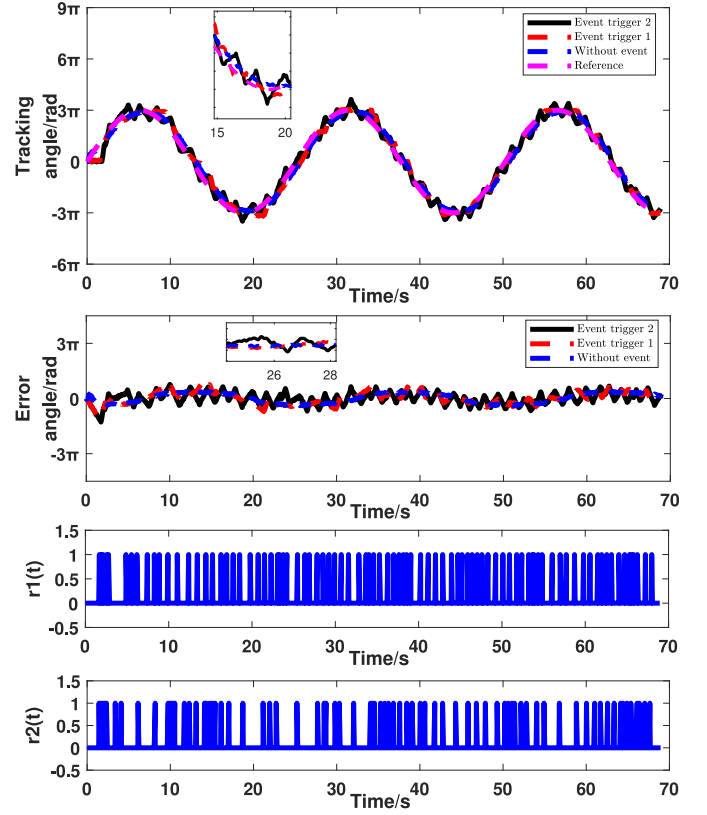 9π
6π
3π
0
-3π
-6π
Tracking
angle/rad
15
20
Event trigger 2
Event trigger 1
Without event
Reference
0 10 20 30 40 50 60 70
Time/s
3π
0
-3π
Error
angle/rad
26 28
Event trigger 2
Event trigger 1
Without event
0 10 20 30 40 50 60 70
Time/s
1.5
1
0.5
0
-0.5
r1(t)
0 10 20 30 40 50 60 70
Time/s
1.5
1
0.5
0
-0.5
r2(t)
0 10 20 30 40 50 60 70
Time/s